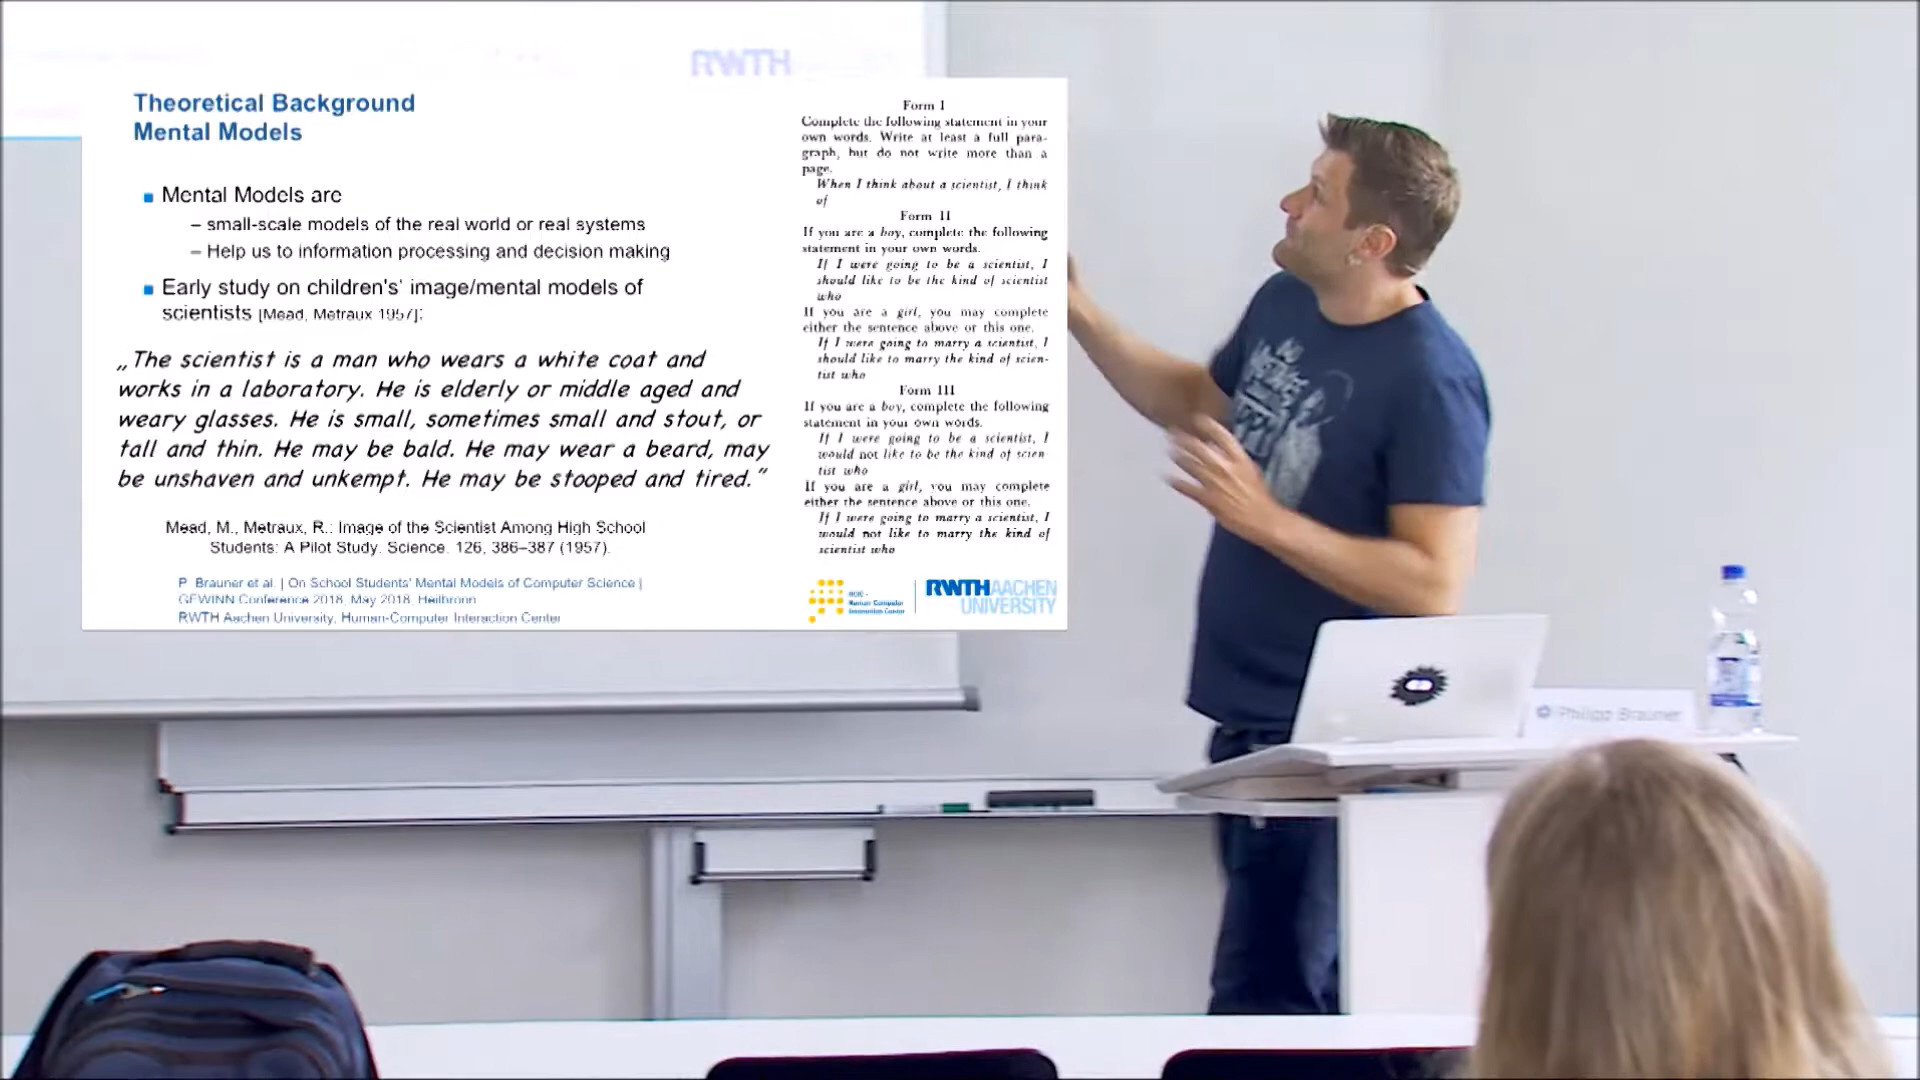 RWTH
Theoretical Background
Mental Models
Mental Models are
– small-scale models of the real world or real systems
– Help us to information processing and decision making
Early study on children's' image/mental models of
scientists [Mead, Metraux 1957]:
„The scientist is a man who wears a white coat and
works in a laboratory. He is elderly or middle aged and
weary glasses. He is small, sometimes small and stout, or
tall and thin. He may be bald. He may wear a beard, may
be unshaven and unkempt. He may be stooped and tired.”
Mead, M., Metraux, R.: Image of the Scientist Among High School
Students: A Pilot Study. Science. 126, 386–387 (1957).
P. Brauner et al. | On School Students' Mental Models of Computer Science |
GEWINN Conference 2018, May 2018, Heilbronn
RWTH Aachen University, Human-Computer Interaction Center
Form I
Complete the following statement in your
own words. Write at least a full para-
graph, but do not write more than a
page.
When I think about a scientist, I think
of
Form II
If you are a boy, complete the following
statement in your own words.
If I were going to be a scientist, I
should like to be the kind of scientist
who
If you are a girl, you may complete
either the sentence above or this one.
If I were going to marry a scientist, I
should like to marry the kind of scien-
tist who
Form III
If you are a boy, complete the following
statement in your own words.
If I were going to be a scientist, I
would not like to be the kind of scien-
tist who
If you are a girl, you may complete
either the sentence above or this one.
If I were going to marry a scientist, I
would not like to marry the kind of
scientist who
Human Computer
Interaction Center
RWTHAACHEN
UNIVERSITY
Philipp Brauner